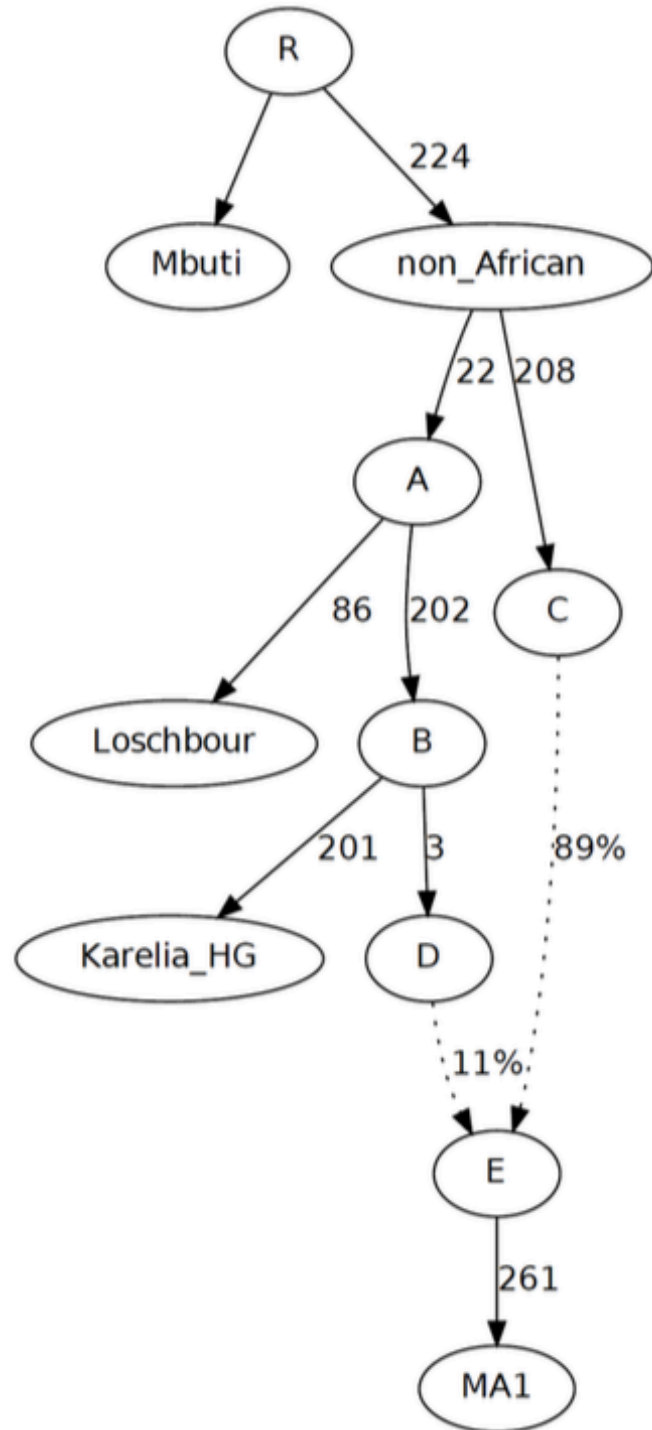 R
224
Mbuti
non_African
22
208
A
86
202
C
Loschbour
B
201
3
89%
Karelia_HG
D
11%
E
261
MA1